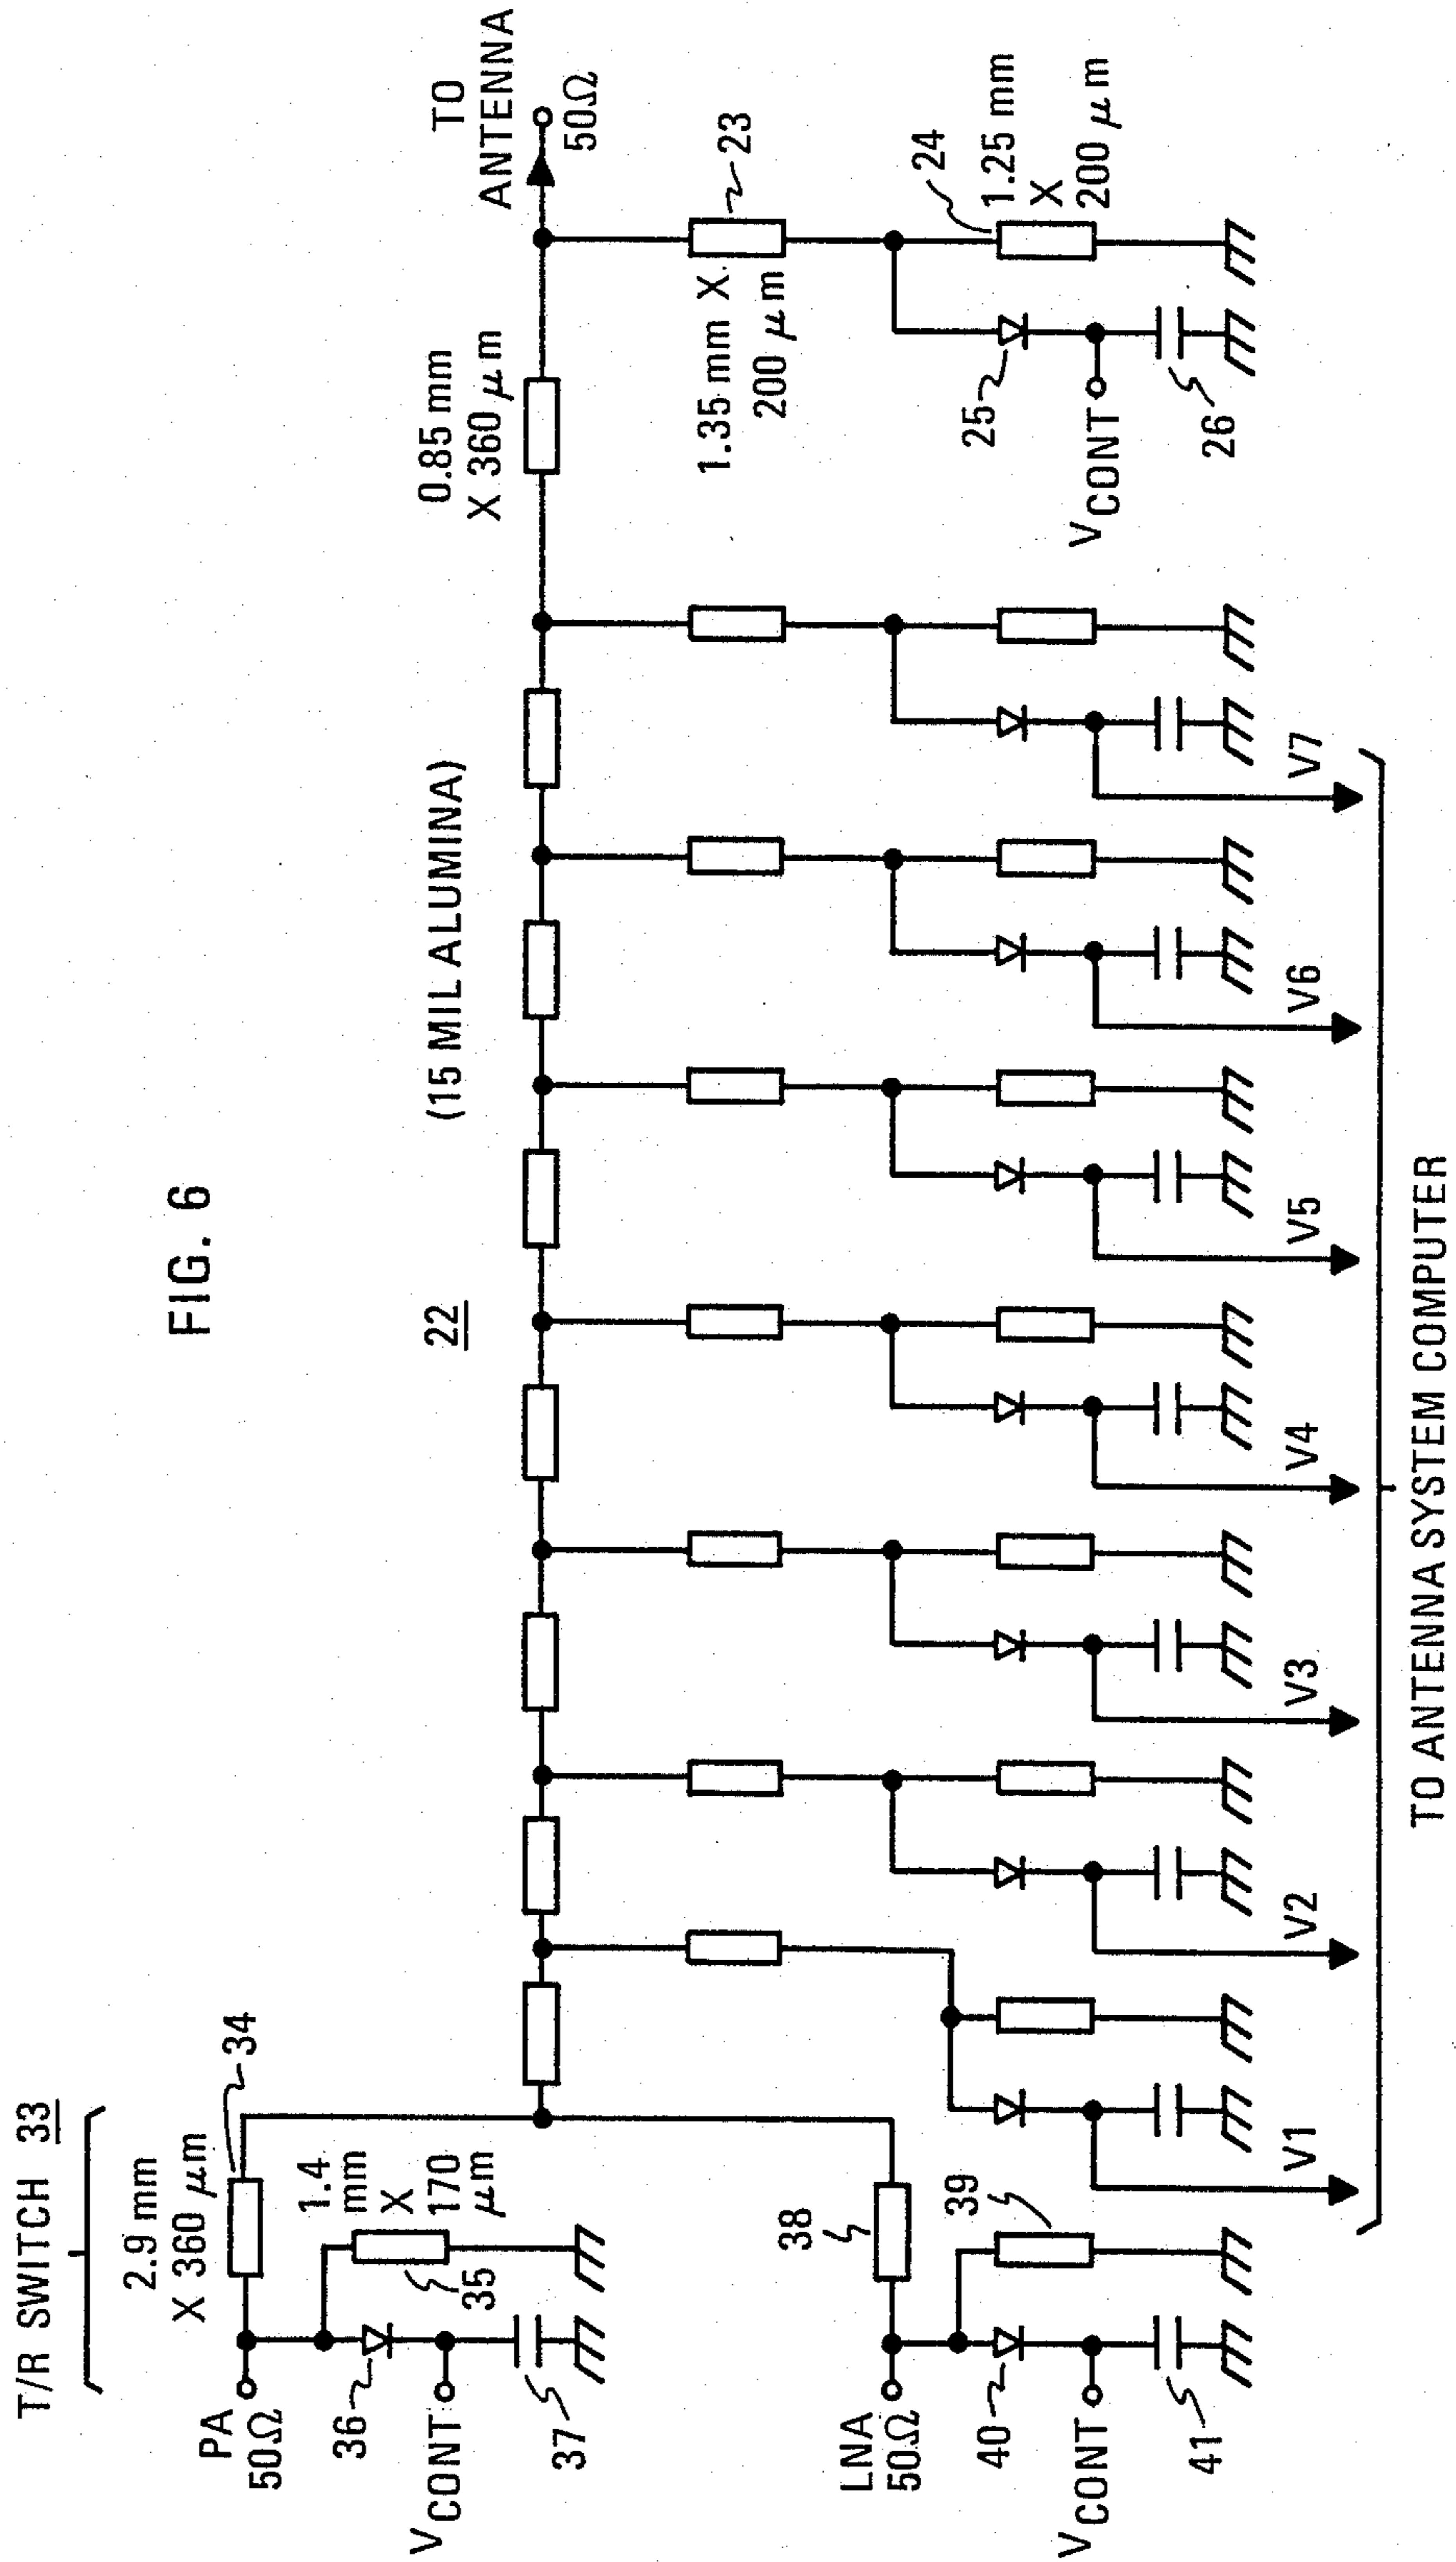 FIG. 6
T/R SWITCH 33
2.9 mm
X 360 μm
34
PA
50Ω
1.4
mm
X
170
μm
35
36
VCONT
37
22
(15 MIL ALUMINA)
0.85 mm
X 360 μm
TO
ANTENNA
50Ω
23
1.35 mm X
200 μm
24
1.25 mm
X
200 μm
25
VCONT
26
38
LNA
50Ω
39
40
VCONT
41
V1
V2
V3
V4
V5
V6
V7
TO ANTENNA SYSTEM COMPUTER